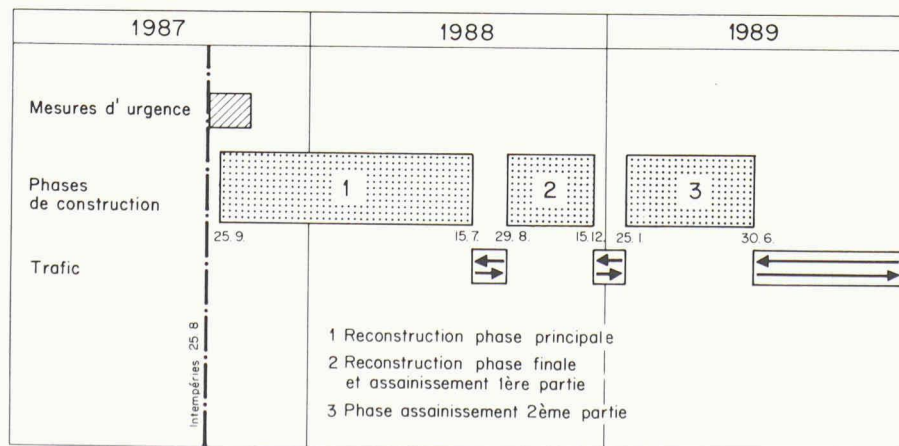 1987 1988 1989
Mesures d' urgence
Phases
de construction
1 2 3
25.9. 15.7. 29.8. 15.12. 25.1. 30.6.
Trafic
Intempéries 25 8
1 Reconstruction phase principale
2 Reconstruction phase finale
et assainissement 1ère partie
3 Phase assainissement 2ème partie